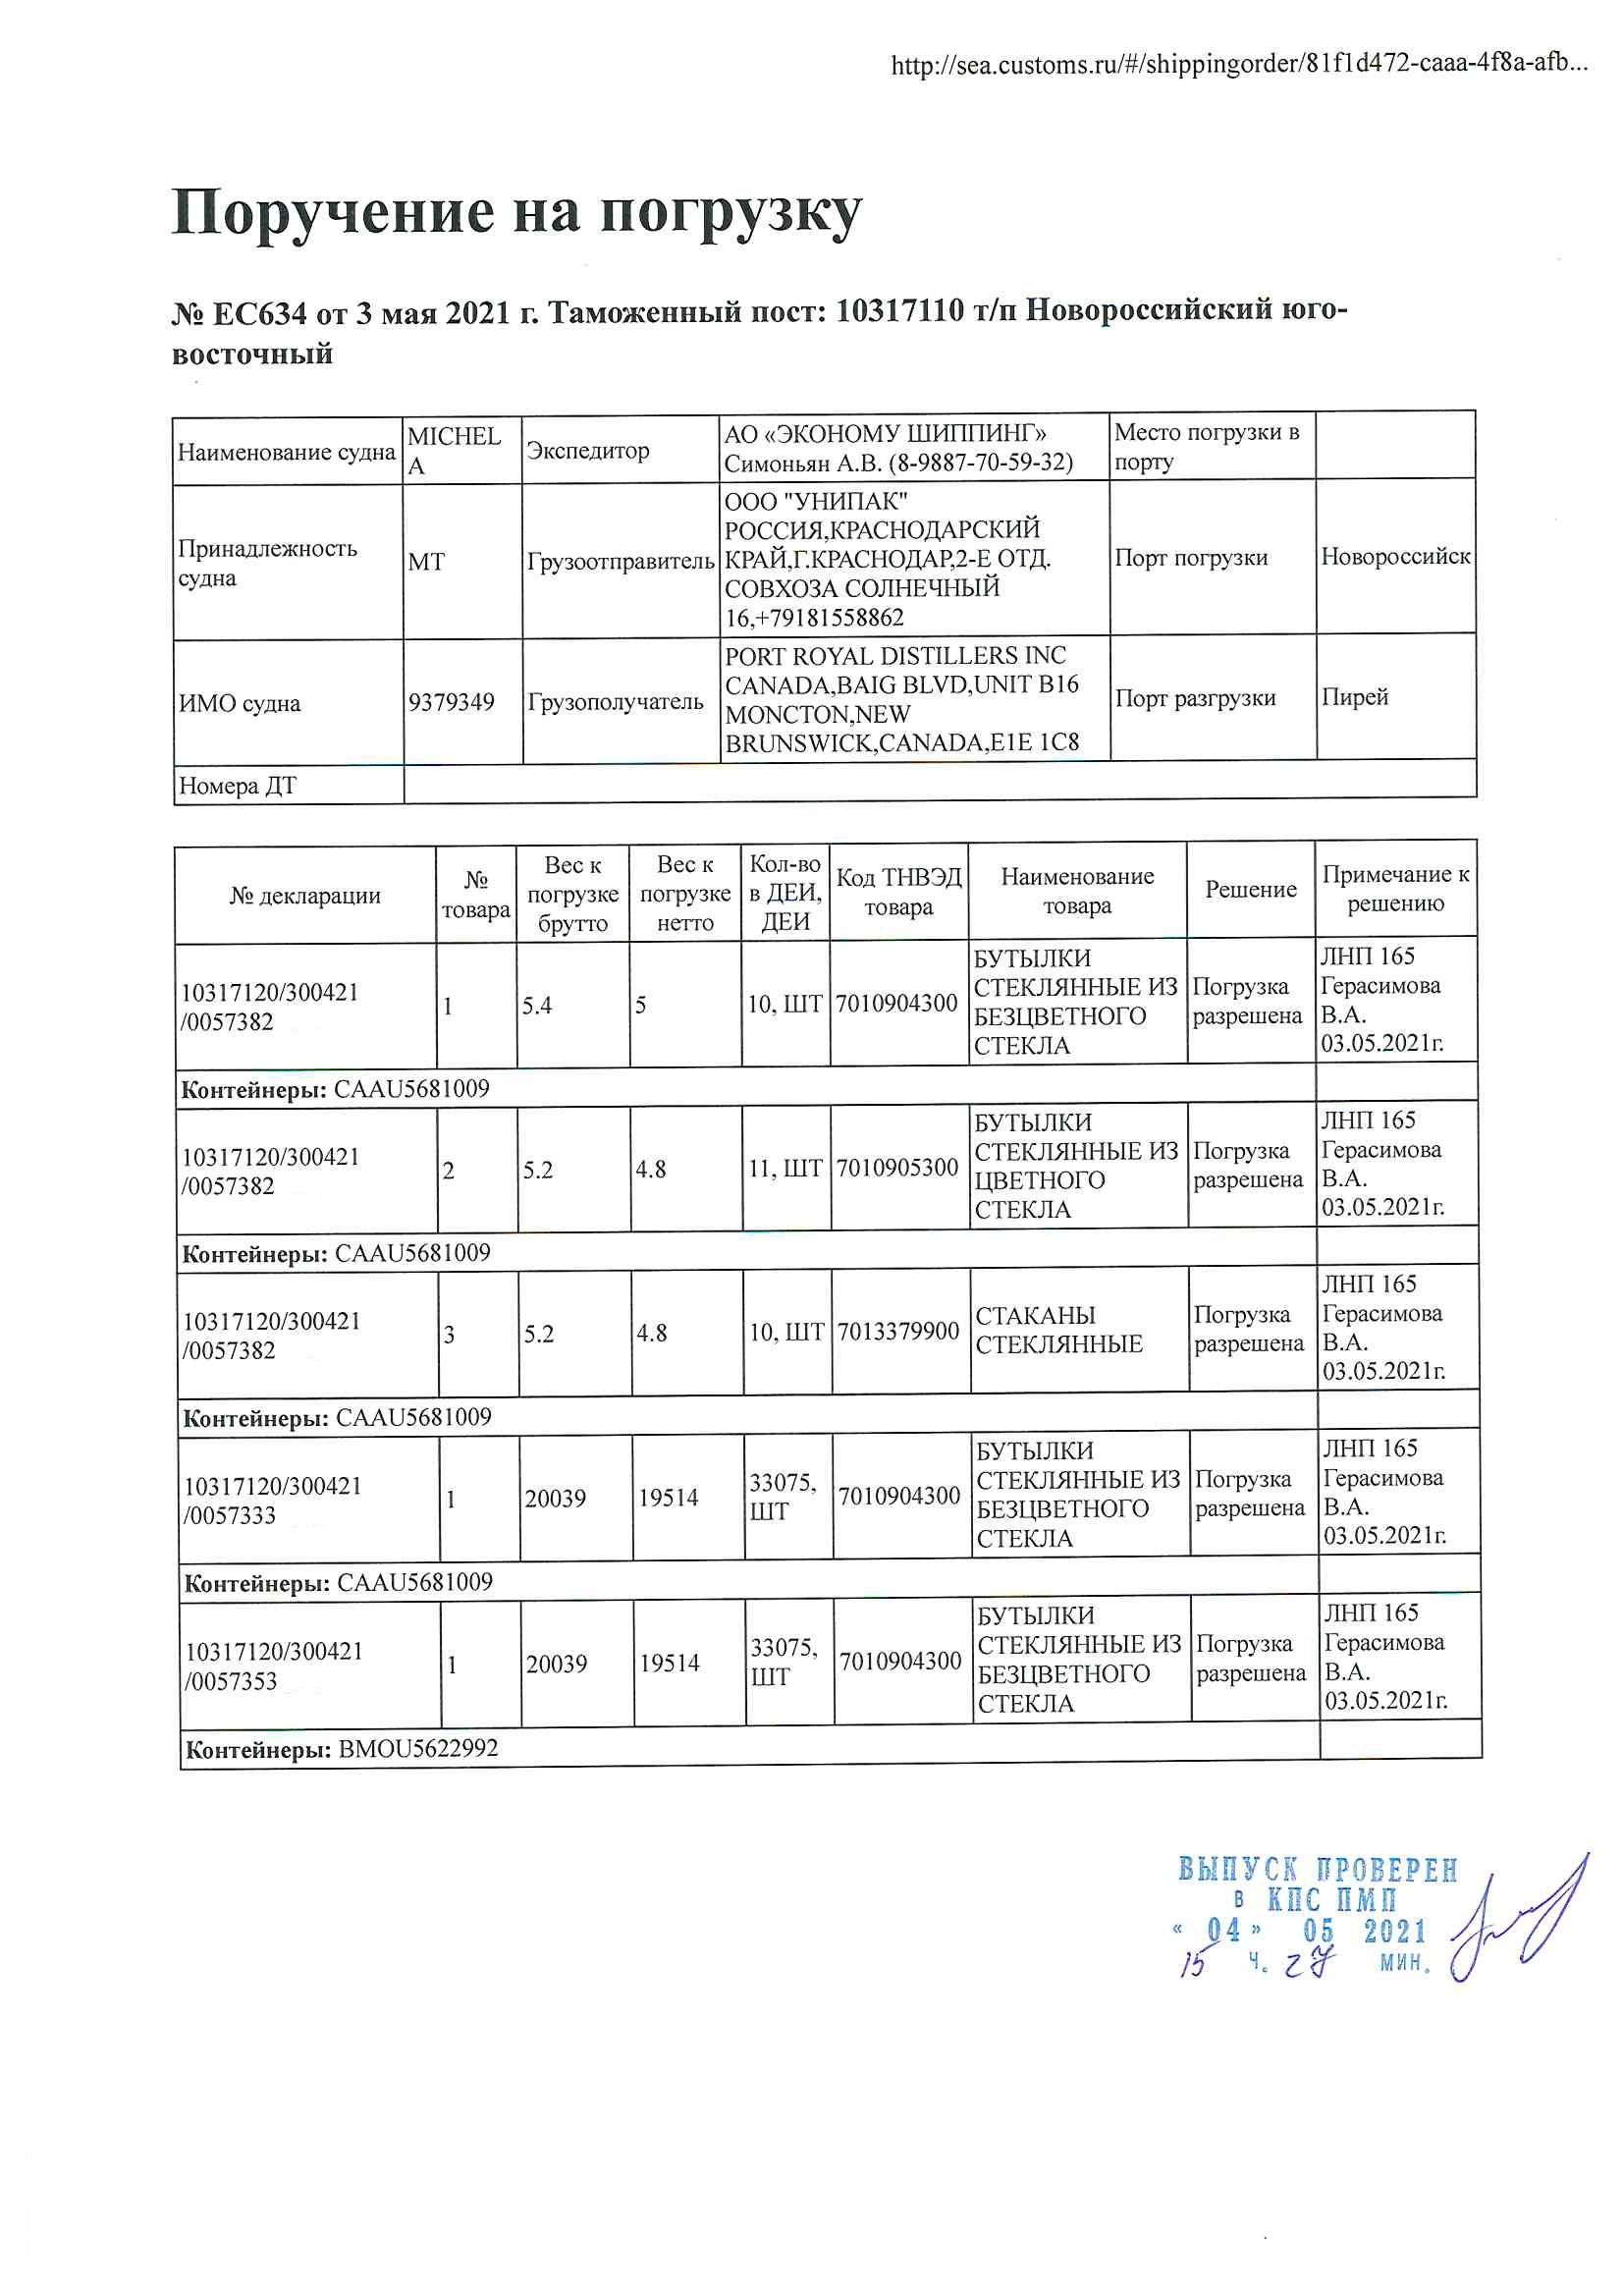 http://sea.customs.ru/#/shippingorder/81f1d472-caaa-4f8a-afb...
Поручение на погрузку
№ ЕС634 от 3 мая 2021 г. Таможенный пост: 10317110 т/п Новороссийский юго-
восточный
Наименование судна
MICHEL
A
Экспедитор
АО «ЭКОНОМУ ШИППИНГ»
Симоньян А.В. (8-9887-70-59-32)
Место погрузки в
порту
Принадлежность
судна
MT
Грузоотправитель
ООО "УНИПАК"
РОССИЯ,КРАСНОДАРСКИЙ
КРАЙ,Г.КРАСНОДАР,2-Е ОТД.
СОВХОЗА СОЛНЕЧНЫЙ
16,+79181558862
Порт погрузки
Новороссийск
ИМО судна
9379349
Грузополучатель
PORT ROYAL DISTILLERS INC
CANADA,BAIG BLVD,UNIT B16
MONCTON,NEW
BRUNSWICK,CANADA,E1E 1C8
Порт разгрузки
Пирей
Номера ДТ
№ декларации
№
товара
Вес к
погрузке
брутто
Вес к
погрузке
нетто
Кол-во
в ДЕИ,
ДЕИ
Код ТНВЭД
товара
Наименование
товара
Решение
Примечание к
решению
10317120/300421
/0057382
1
5.4
5
10, ШТ
7010904300
БУТЫЛКИ
СТЕКЛЯННЫЕ ИЗ
БЕЗЦВЕТНОГО
СТЕКЛА
Погрузка
разрешена
ЛНП 165
Герасимова
В.А.
03.05.2021г.
Контейнеры: CAAU5681009
10317120/300421
/0057382
2
5.2
4.8
11, ШТ
7010905300
БУТЫЛКИ
СТЕКЛЯННЫЕ ИЗ
ЦВЕТНОГО
СТЕКЛА
Погрузка
разрешена
ЛНП 165
Герасимова
В.А.
03.05.2021г.
Контейнеры: CAAU5681009
10317120/300421
/0057382
3
5.2
4.8
10, ШТ
7013379900
СТАКАНЫ
СТЕКЛЯННЫЕ
Погрузка
разрешена
ЛНП 165
Герасимова
В.А.
03.05.2021г.
Контейнеры: CAAU5681009
10317120/300421
/0057333
1
20039
19514
33075,
ШТ
7010904300
БУТЫЛКИ
СТЕКЛЯННЫЕ ИЗ
БЕЗЦВЕТНОГО
СТЕКЛА
Погрузка
разрешена
ЛНП 165
Герасимова
В.А.
03.05.2021г.
Контейнеры: CAAU5681009
10317120/300421
/0057353
1
20039
19514
33075,
ШТ
7010904300
БУТЫЛКИ
СТЕКЛЯННЫЕ ИЗ
БЕЗЦВЕТНОГО
СТЕКЛА
Погрузка
разрешена
ЛНП 165
Герасимова
В.А.
03.05.2021г.
Контейнеры: BMOU5622992
ВЫПУСК ПРОВЕРЕН
в КПС ПМП
« 04 » 05 2021
15 ч. 27 мин.